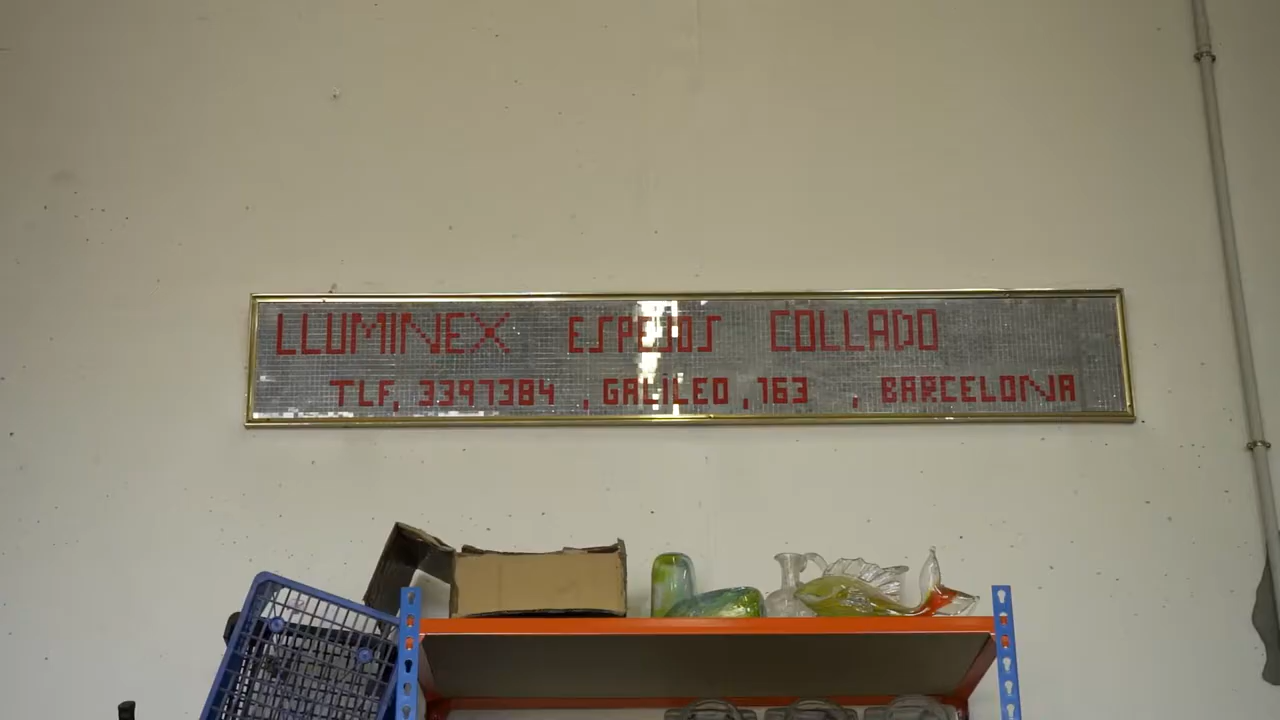 LLUMINEX ESPEJOS COLLADO
TLF, 3397384 , GALILEO , 163 , BARCELONA